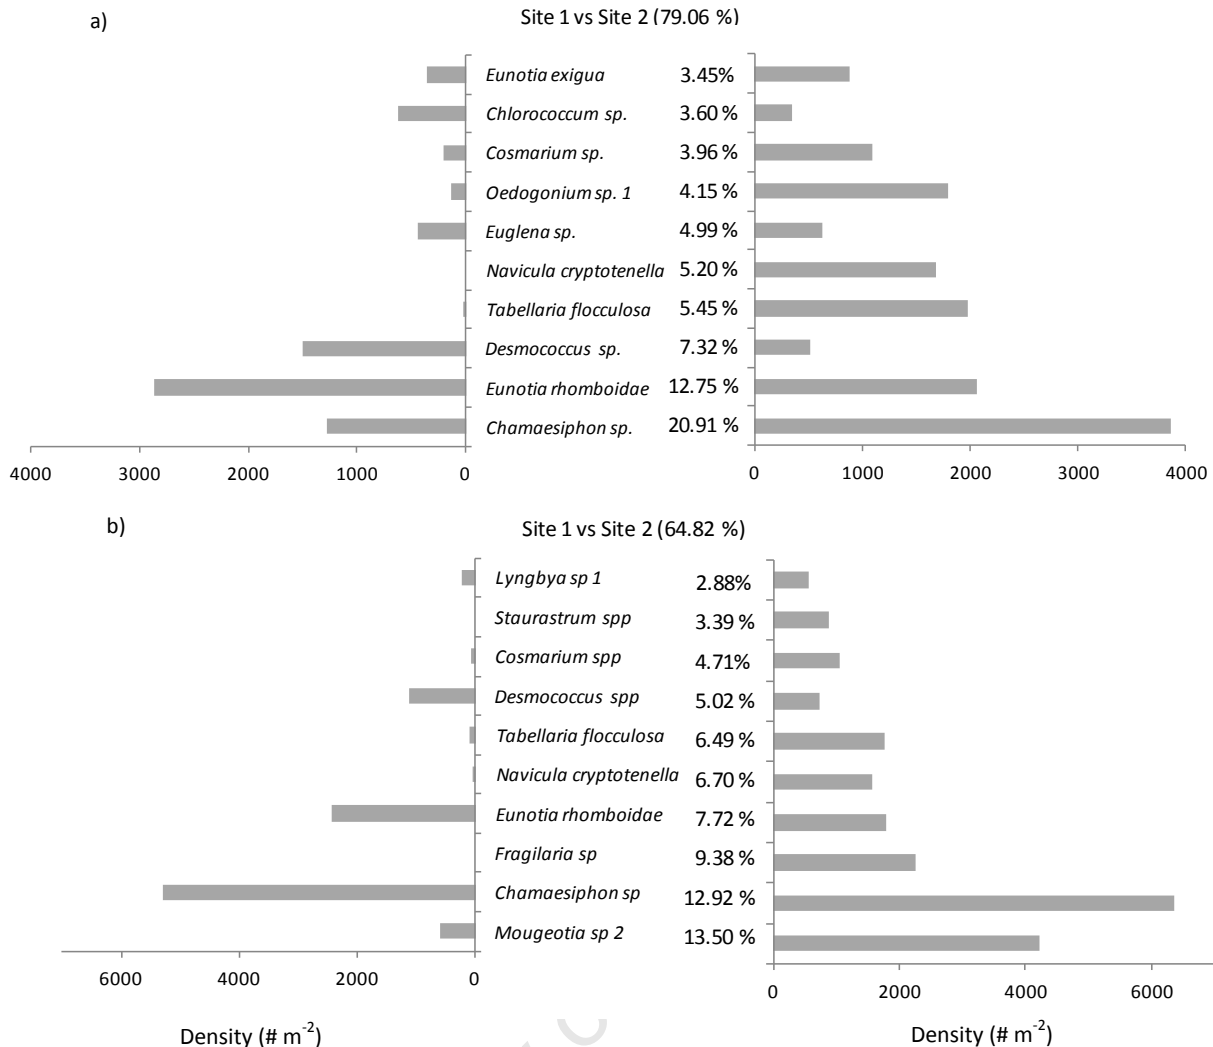 a)
Site 1 vs Site 2 (79.06 %)
Eunotia exigua 3.45%
Chlorococcum sp. 3.60 %
Cosmarium sp. 3.96 %
Oedogonium sp. 1 4.15 %
Euglena sp. 4.99 %
Navicula cryptotenella 5.20 %
Tabellaria flocculosa 5.45 %
Desmococcus sp. 7.32 %
Eunotia rhomboidae 12.75 %
Chamaesiphon sp. 20.91 %
4000 3000 2000 1000 0 0 1000 2000 3000 4000
b)
Site 1 vs Site 2 (64.82 %)
Lyngbya sp 1 2.88%
Staurastrum spp 3.39 %
Cosmarium spp 4.71%
Desmococcus spp 5.02 %
Tabellaria flocculosa 6.49 %
Navicula cryptotenella 6.70 %
Eunotia rhomboidae 7.72 %
Fragilaria sp 9.38 %
Chamaesiphon sp 12.92 %
Mougeotia sp 2 13.50 %
6000 4000 2000 0 0 2000 4000 6000
Density (# m⁻²) Density (# m⁻²)